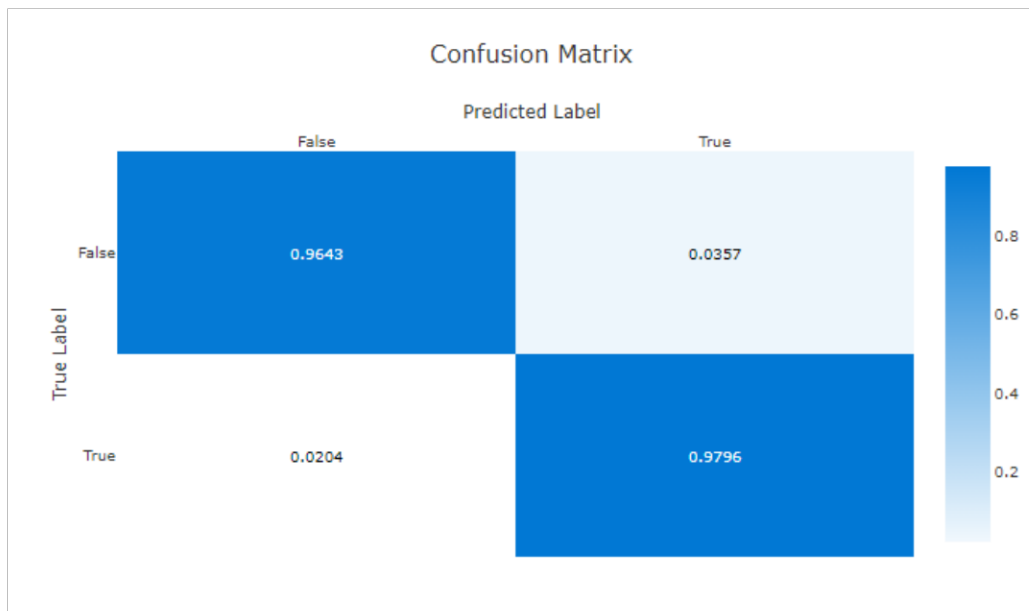 Confusion Matrix
Predicted Label
False True
False 0.9643 0.0357
True 0.0204 0.9796
True Label
0.8
0.6
0.4
0.2